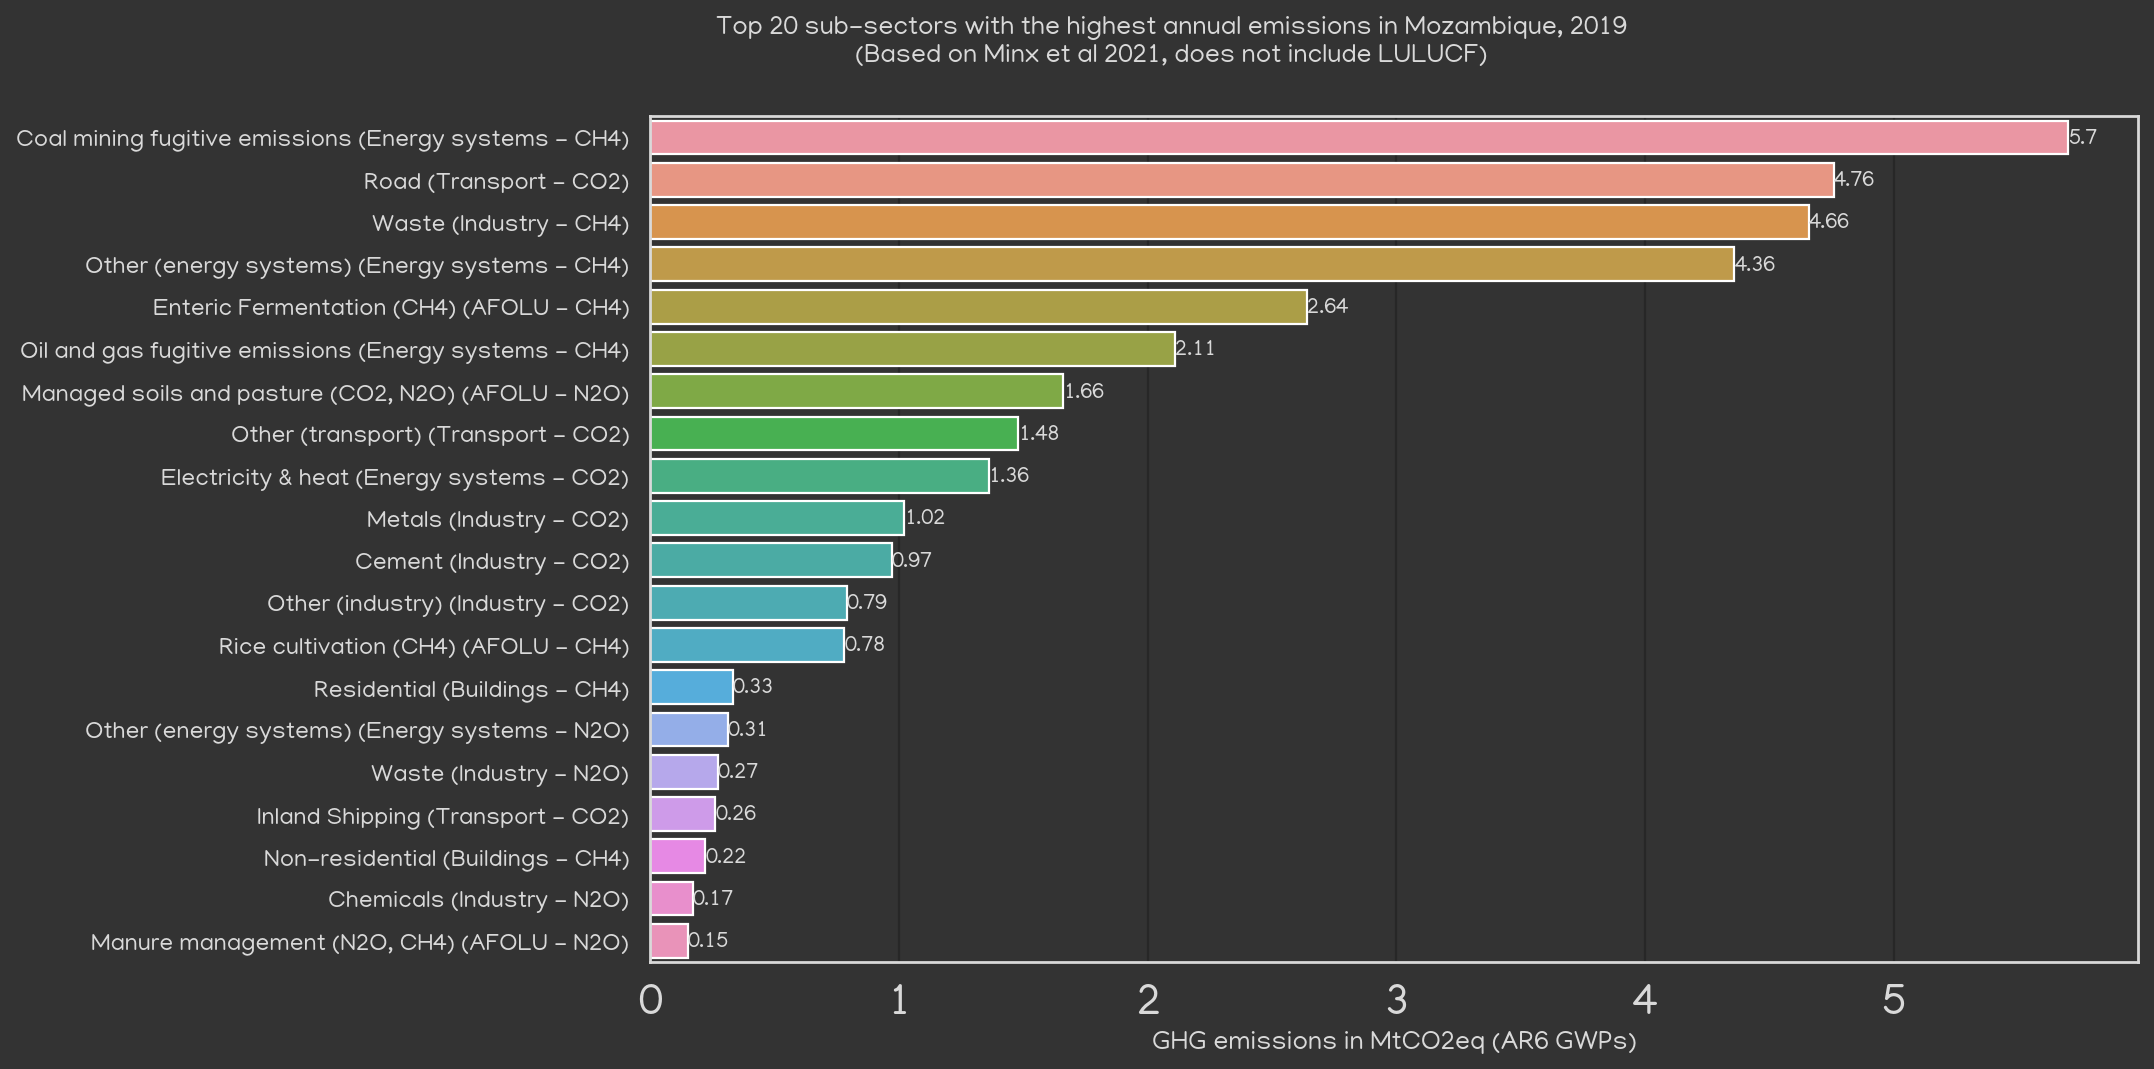 Top 20 sub-sectors with the highest annual emissions in Mozambique, 2019
(Based on Minx et al 2021, does not include LULUCF)
Coal mining fugitive emissions (Energy systems - CH4) 5.7
Road (Transport - CO2) 4.76
Waste (Industry - CH4) 4.66
Other (energy systems) (Energy systems - CH4) 4.36
Enteric Fermentation (CH4) (AFOLU - CH4) 2.64
Oil and gas fugitive emissions (Energy systems - CH4) 2.11
Managed soils and pasture (CO2, N2O) (AFOLU - N2O) 1.66
Other (transport) (Transport - CO2) 1.48
Electricity & heat (Energy systems - CO2) 1.36
Metals (Industry - CO2) 1.02
Cement (Industry - CO2) 0.97
Other (industry) (Industry - CO2) 0.79
Rice cultivation (CH4) (AFOLU - CH4) 0.78
Residential (Buildings - CH4) 0.33
Other (energy systems) (Energy systems - N2O) 0.31
Waste (Industry - N2O) 0.27
Inland Shipping (Transport - CO2) 0.26
Non-residential (Buildings - CH4) 0.22
Chemicals (Industry - N2O) 0.17
Manure management (N2O, CH4) (AFOLU - N2O) 0.15
0 1 2 3 4 5
GHG emissions in MtCO2eq (AR6 GWPs)